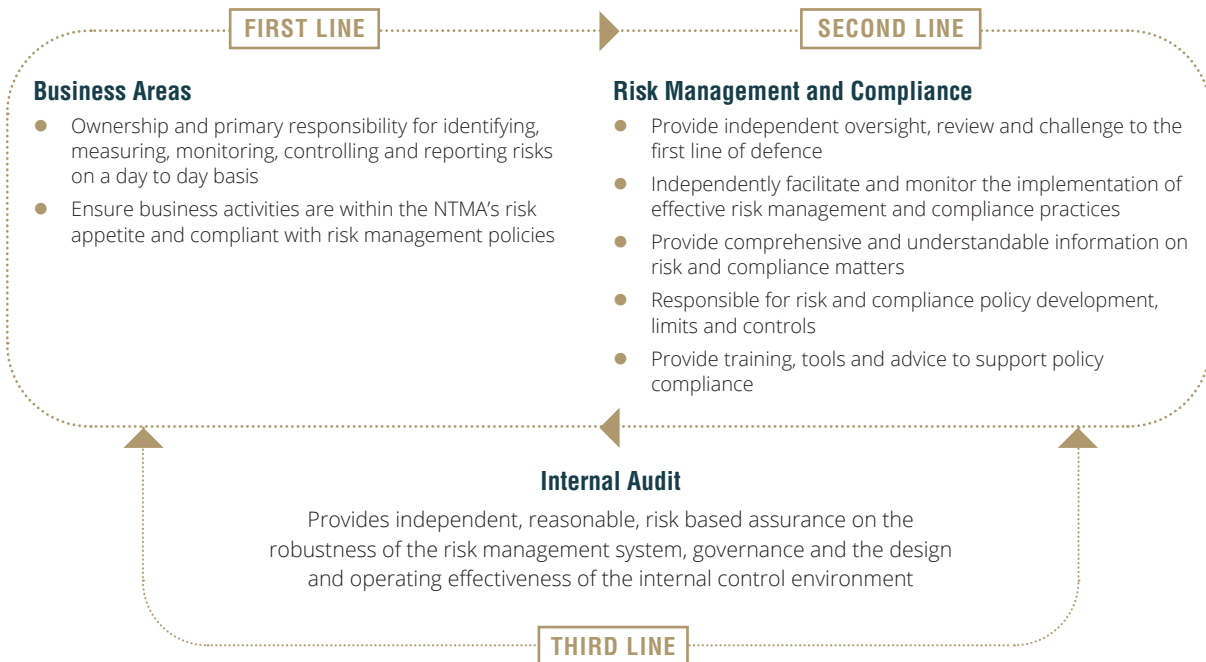 FIRST LINE
Business Areas
Ownership and primary responsibility for identifying,
measuring, monitoring, controlling and reporting risks
on a day to day basis
Ensure business activities are within the NTMA’s risk
appetite and compliant with risk management policies
SECOND LINE
Risk Management and Compliance
Provide independent oversight, review and challenge to the
first line of defence
Independently facilitate and monitor the implementation of
effective risk management and compliance practices
Provide comprehensive and understandable information on
risk and compliance matters
Responsible for risk and compliance policy development,
limits and controls
Provide training, tools and advice to support policy
compliance
Internal Audit
Provides independent, reasonable, risk based assurance on the
robustness of the risk management system, governance and the design
and operating effectiveness of the internal control environment
THIRD LINE